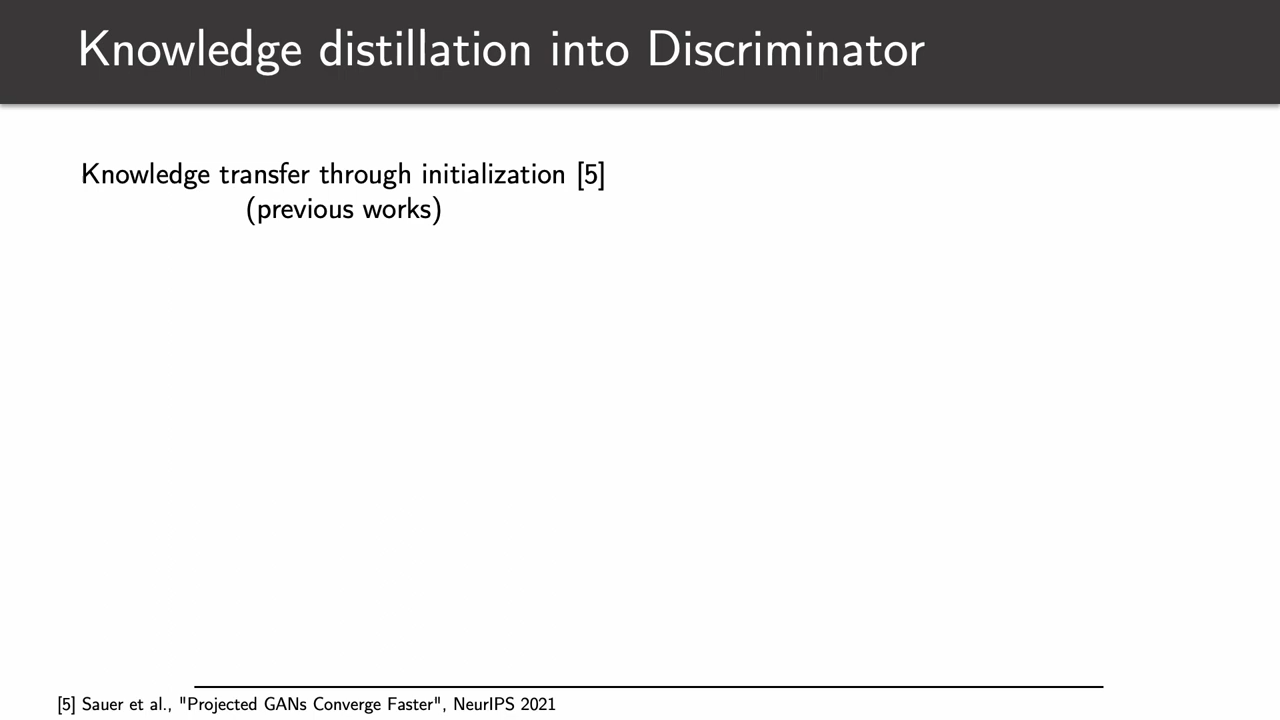 Knowledge distillation into Discriminator
Knowledge transfer through initialization [5]
(previous works)
[5] Sauer et al., "Projected GANs Converge Faster", NeurIPS 2021